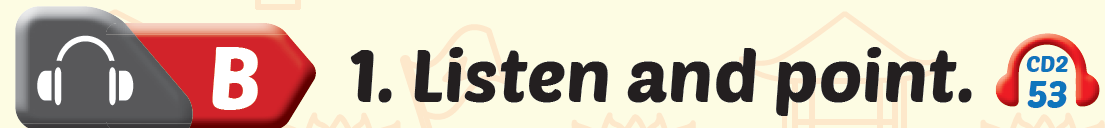 B 1. Listen and point. CD2
53